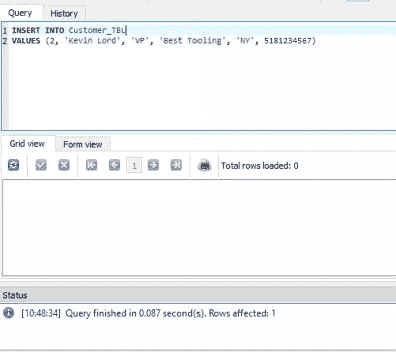 Query History
1 INSERT INTO Customer_TBL
2 VALUES (2, 'Kevin Lord', 'VP', 'Best Tooling', 'NY', 5181234567)
Grid view Form view
1 Total rows loaded: 0
Status
[10:48:34] Query finished in 0.087 second(s). Rows affected: 1